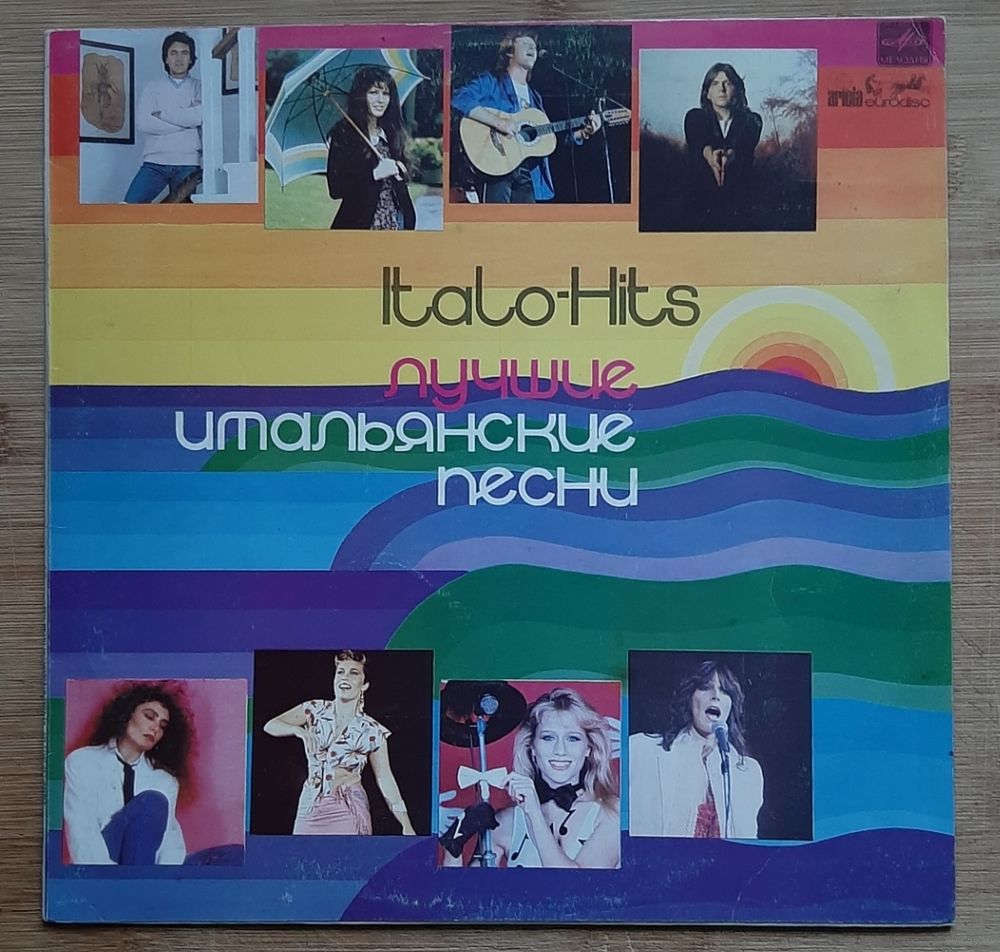 МЕЛОДИЯ
ariola
eurodisc
Italo-Hits
лучшие
итальянские
песни